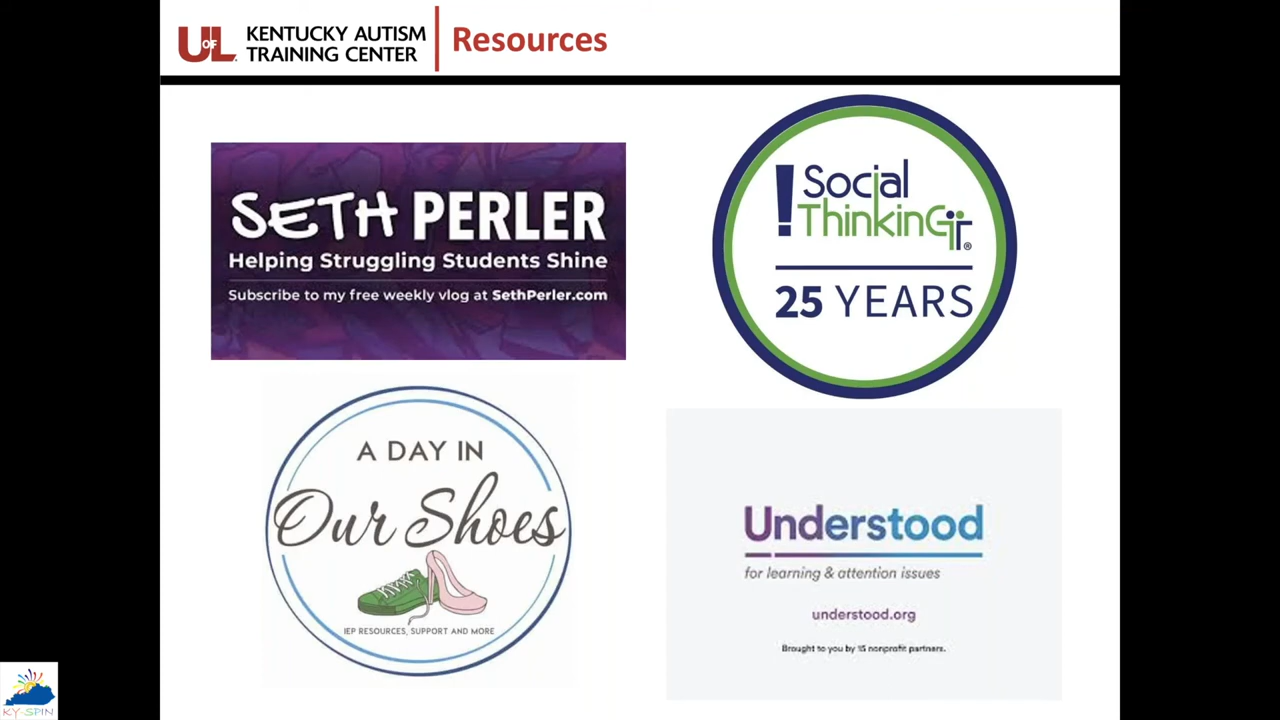 UofL KENTUCKY AUTISM
TRAINING CENTER
Resources
SETH PERLER
Helping Struggling Students Shine
Subscribe to my free weekly vlog at SethPerler.com
!Social
Thinking®
25 YEARS
A DAY IN
Our Shoes
IEP RESOURCES, SUPPORT AND MORE
Understood
for learning & attention issues
understood.org
Brought to you by 15 nonprofit partners.
KY-SPIN